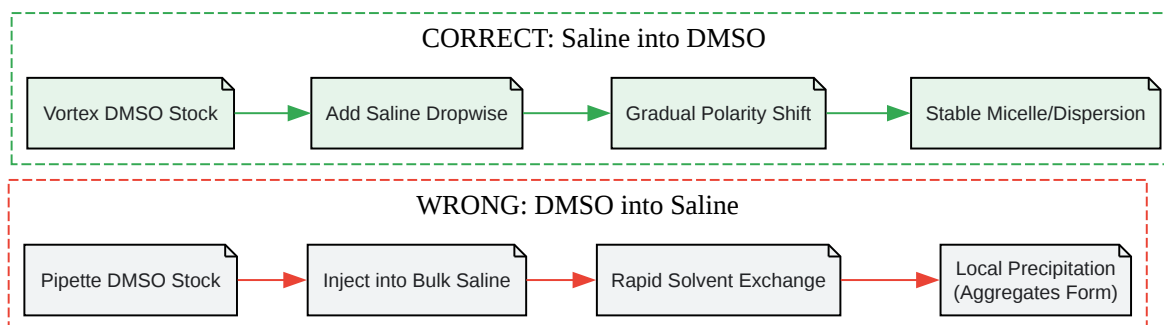 CORRECT: Saline into DMSO
Vortex DMSO Stock
Add Saline Dropwise
Gradual Polarity Shift
Stable Micelle/Dispersion
WRONG: DMSO into Saline
Pipette DMSO Stock
Inject into Bulk Saline
Rapid Solvent Exchange
Local Precipitation
(Aggregates Form)